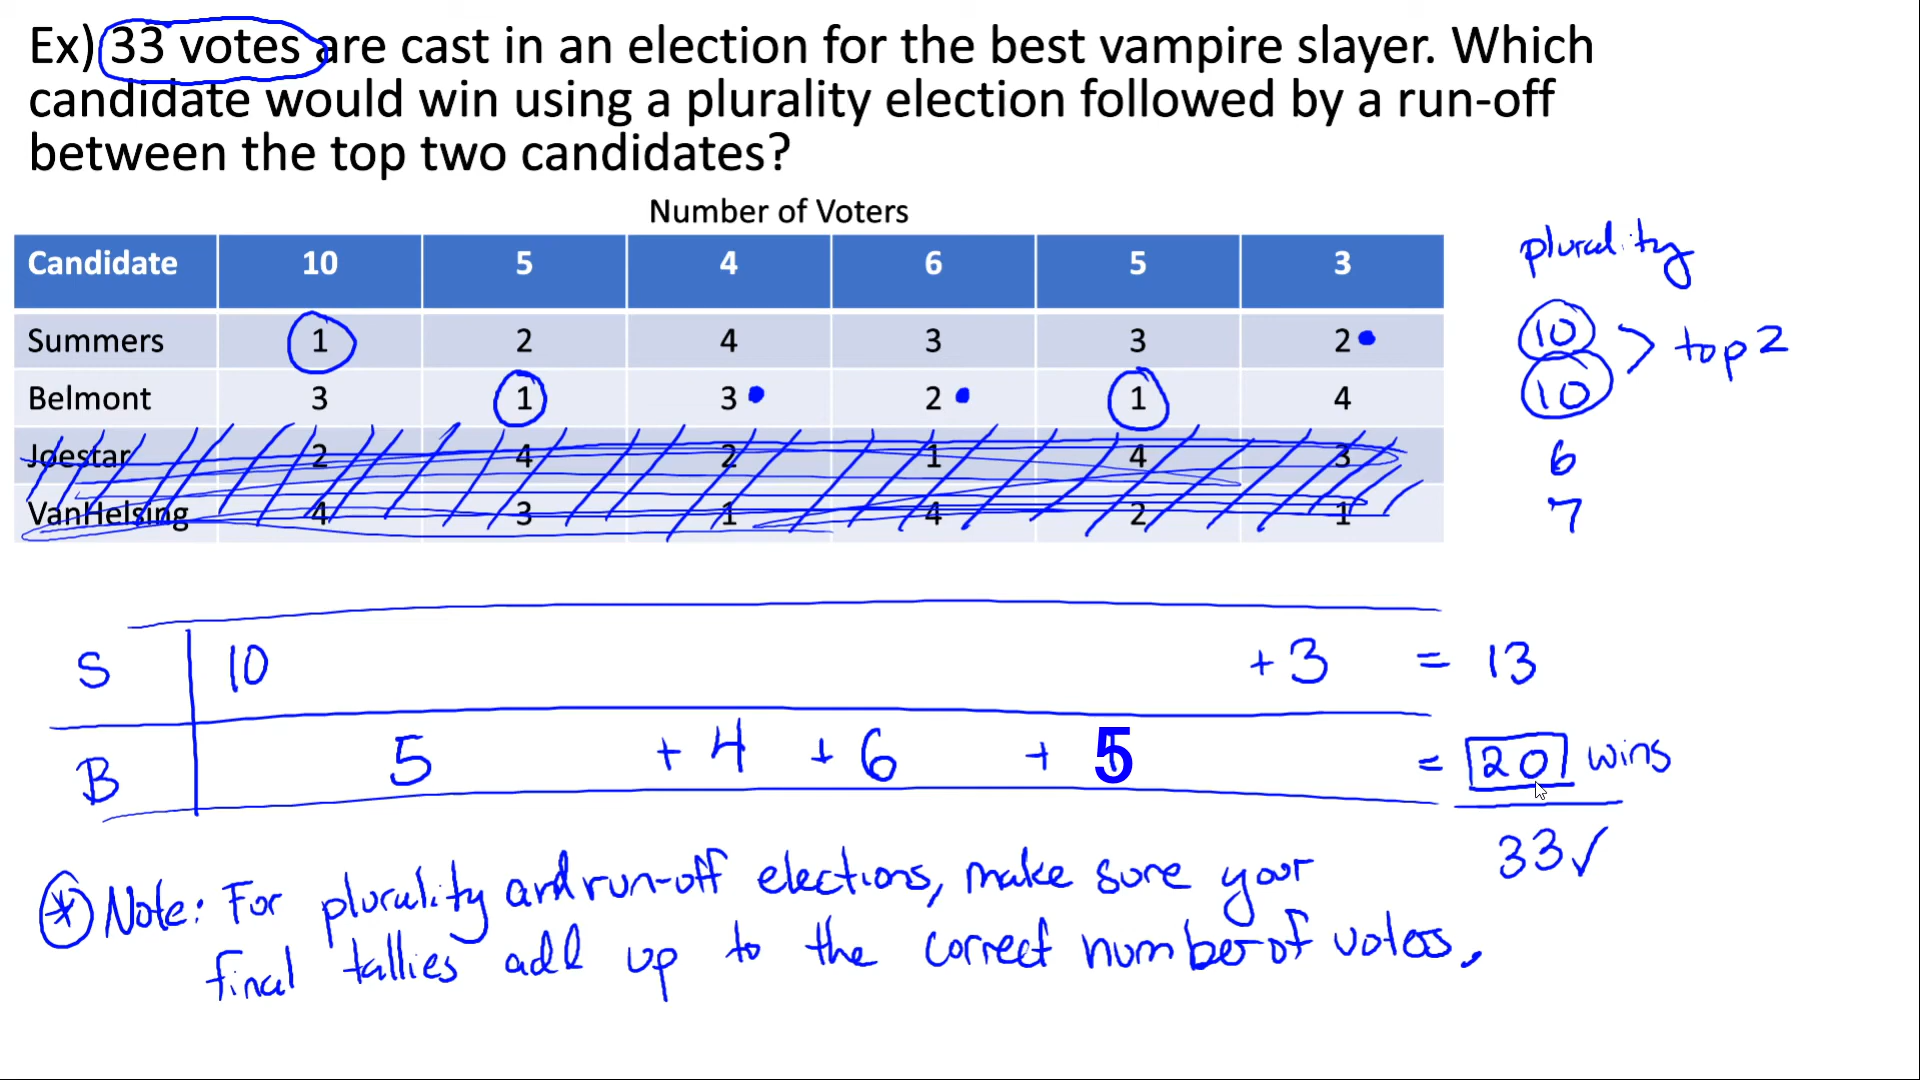 Ex) 33 votes are cast in an election for the best vampire slayer. Which
candidate would win using a plurality election followed by a run-off
between the top two candidates?
Number of Voters
Candidate 10 5 4 6 5 3
Summers 1 2 4 3 3 2
Belmont 3 1 3 2 1 4
Joestar 2 4 2 1 4 3
VanHelsing 4 3 1 4 2 1
plurality
10
10
> top 2
6
7
S 10 + 3 = 13
B 5 + 4 + 6 + 5 = 20 wins
33 ✓
* Note: For plurality and run-off elections, make sure your
final tallies add up to the correct number of votes.